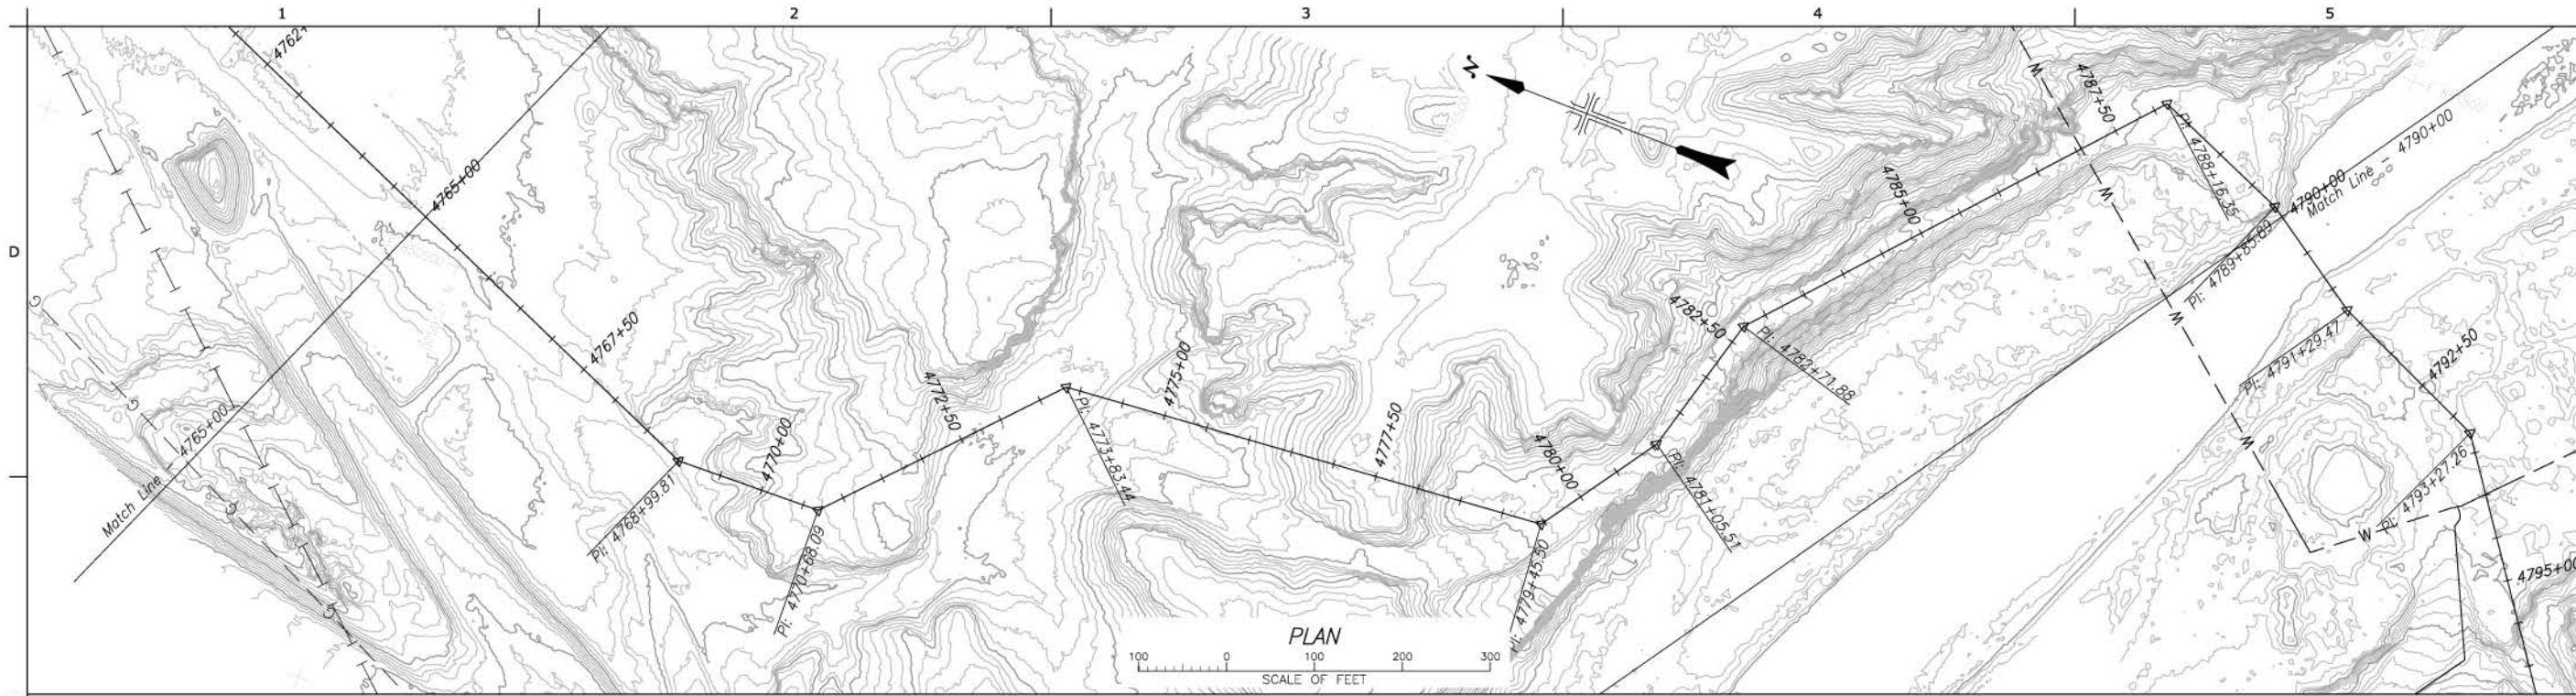 1 2 3 4 5
D
N
4765+00
4767+50
4770+00
4772+50
4775+00
4777+50
4780+00
4782+50
4785+00
4787+50
4790+00
4792+50
4795+00
Match Line - 4790+00
Match Line - 4765+00
PI: 4768+99.81
PI: 4770+68.09
PI: 4773+83.44
PI: 4779+45.50
PI: 4781+05.51
PI: 4782+71.88
PI: 4788+16.35
PI: 4789+85.89
PI: 4791+29.47
PI: 4793+27.26
G
G
G
G
W
W
W
W
W
PLAN
100 0 100 200 300
SCALE OF FEET